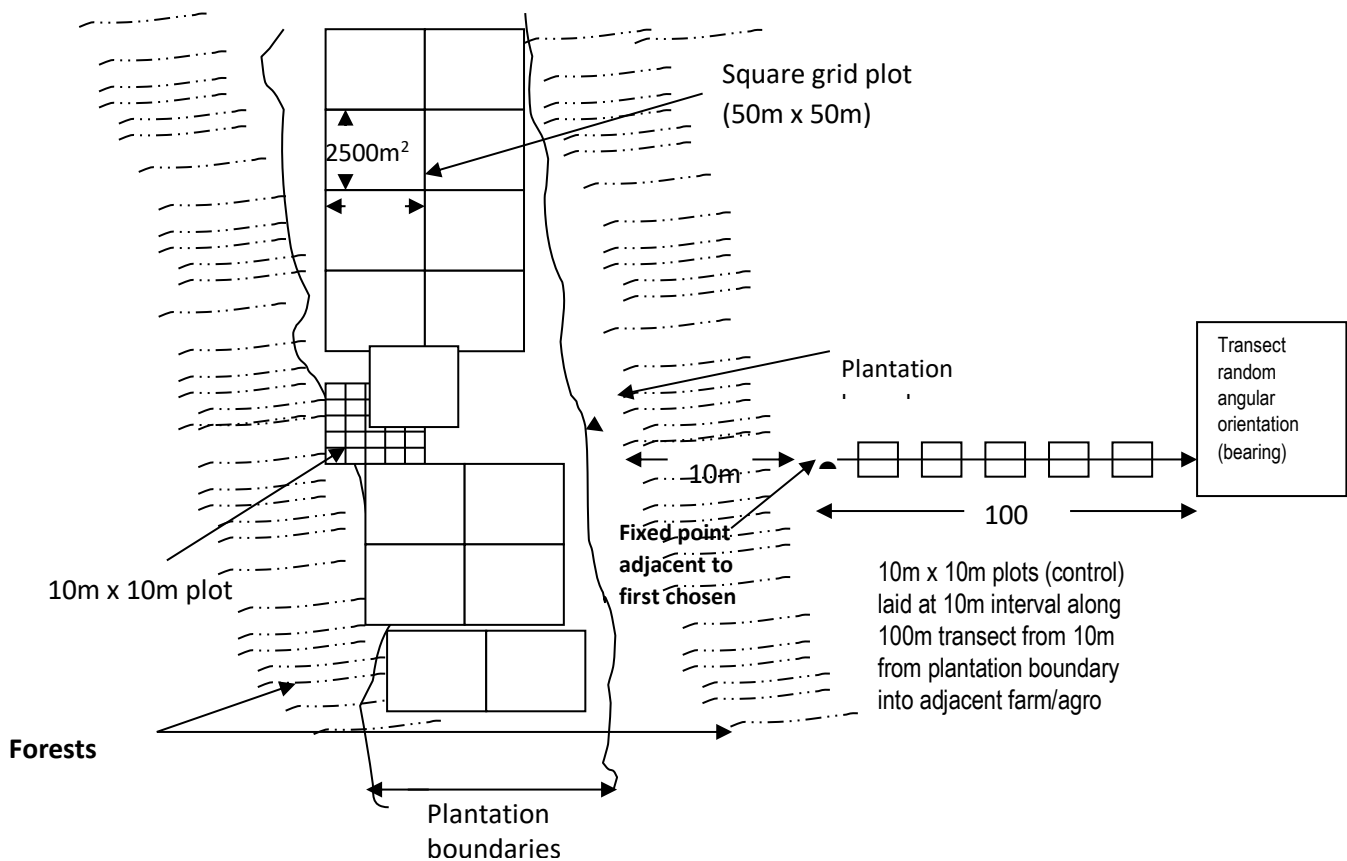 Square grid plot
(50m x 50m)
2500m²
Plantation
Transect
random
angular
orientation
(bearing)
10m
100
Fixed point
adjacent to
first chosen
10m x 10m plot
10m x 10m plots (control)
laid at 10m interval along
100m transect from 10m
from plantation boundary
into adjacent farm/agro
Forests
Plantation
boundaries